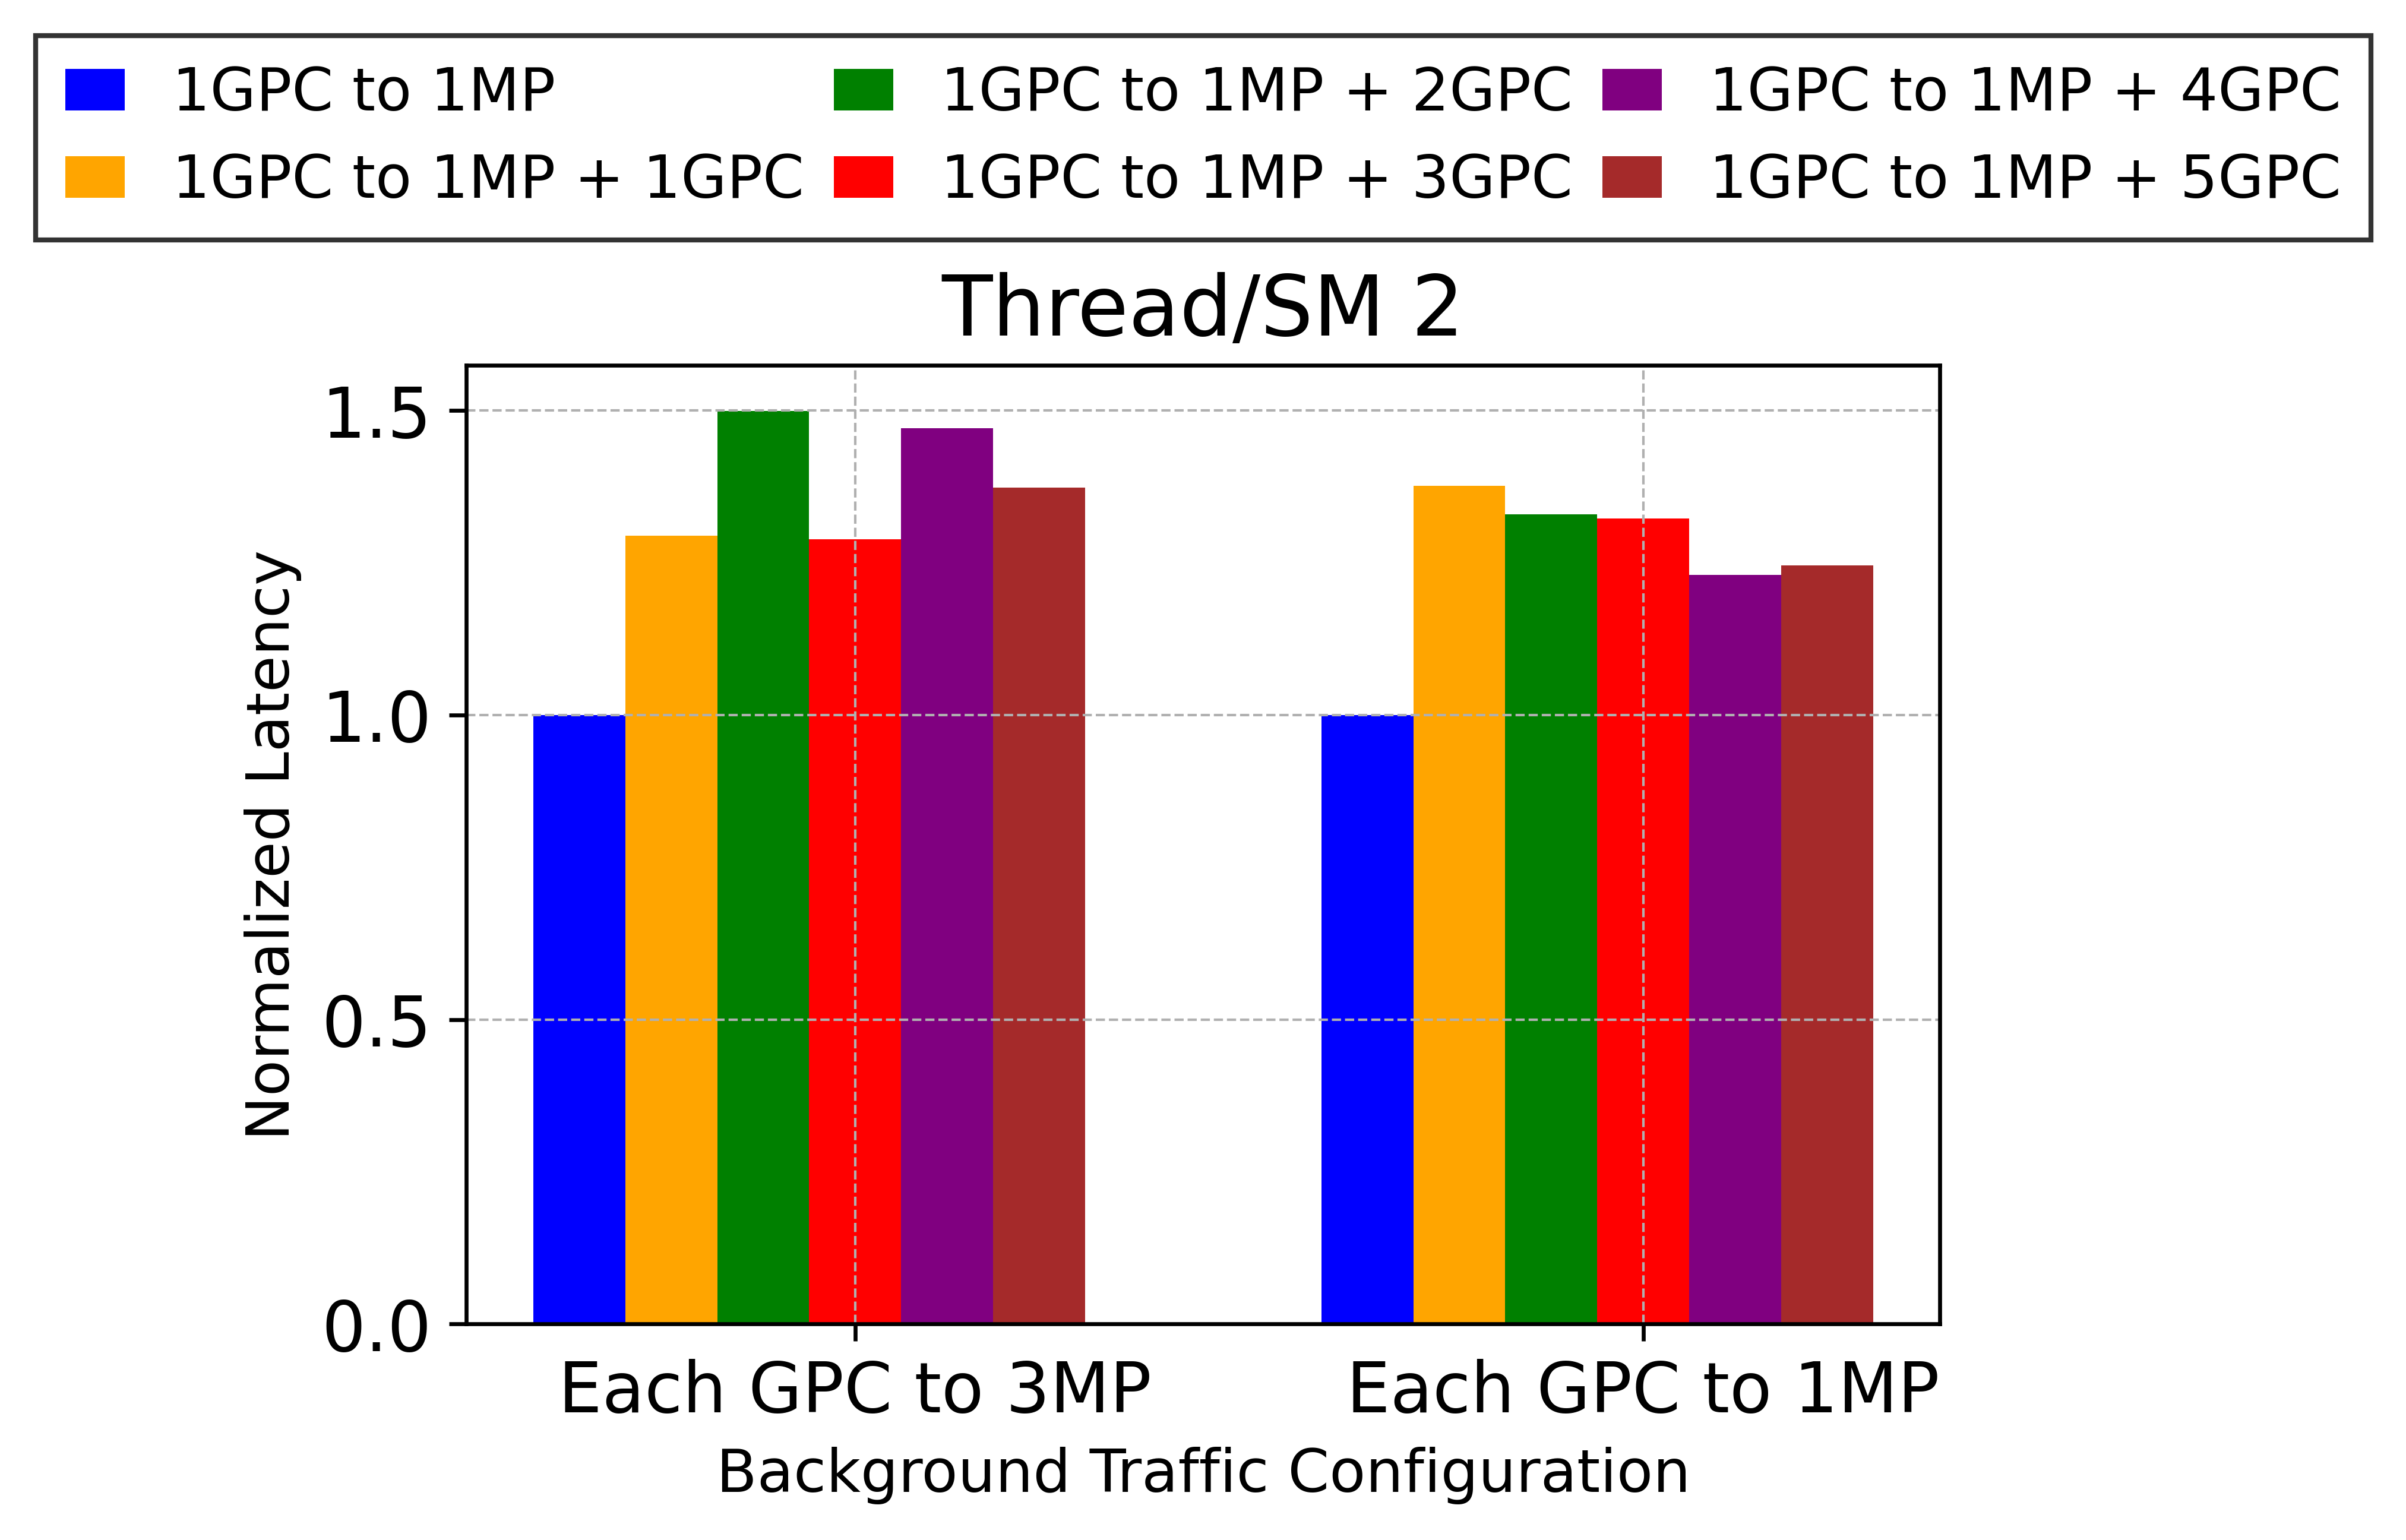 1GPC to 1MP
1GPC to 1MP + 1GPC
1GPC to 1MP + 2GPC
1GPC to 1MP + 3GPC
1GPC to 1MP + 4GPC
1GPC to 1MP + 5GPC
Thread/SM 2
Normalized Latency
1.5
1.0
0.5
0.0
Each GPC to 3MP
Each GPC to 1MP
Background Traffic Configuration